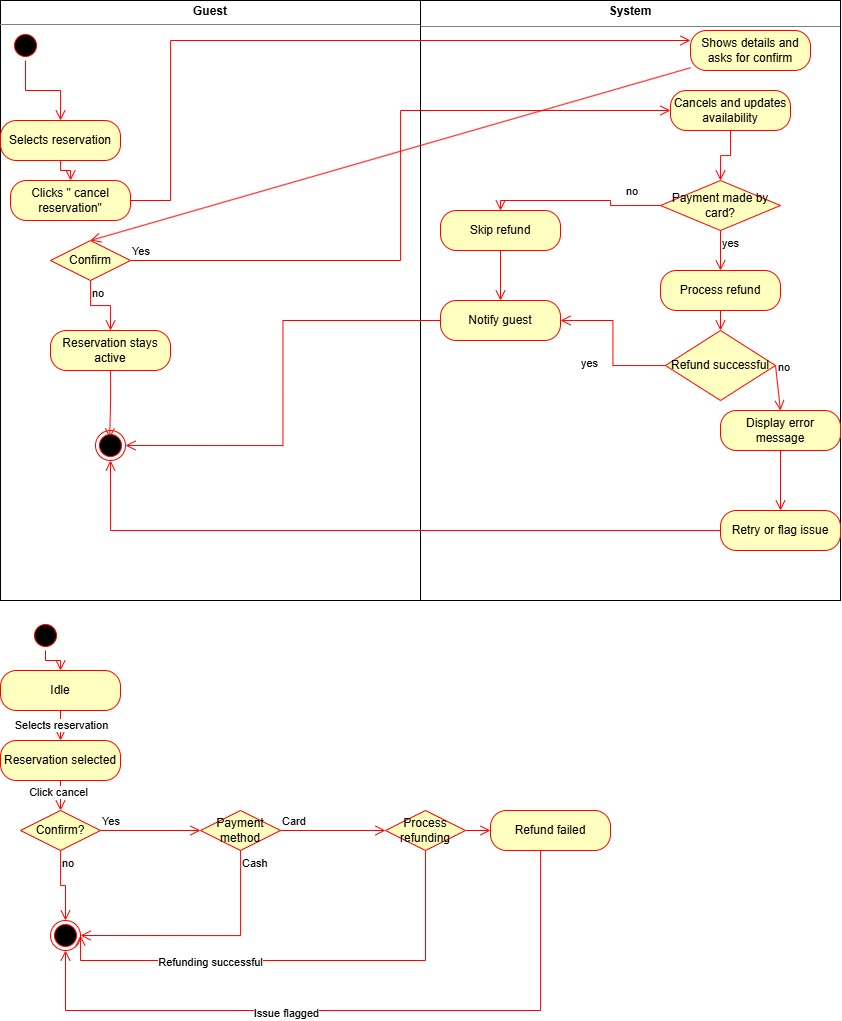 Guest
System
Shows details and
asks for confirm
Cancels and updates
availability
Selects reservation
Clicks " cancel
reservation"
no
Payment made by
card?
Skip refund
Confirm
Yes
yes
no
Process refund
Notify guest
Reservation stays
active
yes
Refund successful
no
Display error
message
Retry or flag issue
Idle
Selects reservation
Reservation selected
Click cancel
Confirm?
Yes
Payment
method
Card
Process
refunding
Refund failed
no
Cash
Refunding successful
Issue flagged